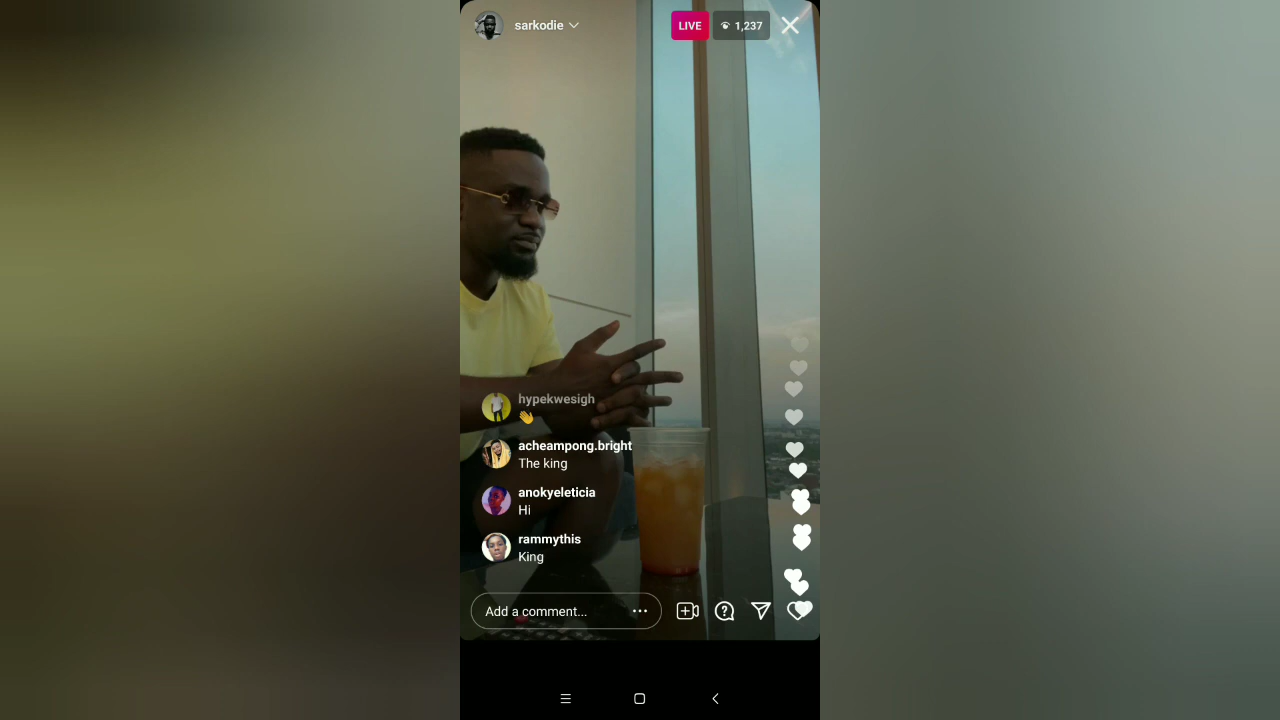 sarkodie
LIVE
1,237
hypekwesigh
👋
acheampong.bright
The king
anokyeleticia
Hi
rammythis
King
Add a comment...